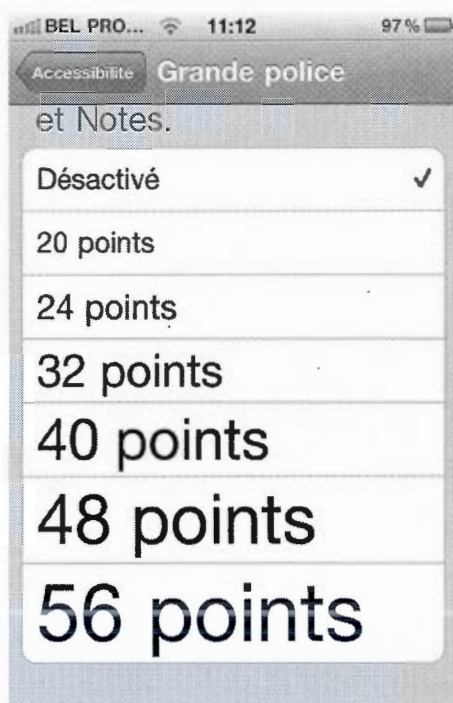 BEL PRO... 11:12 97 %
Accessibilité Grande police
et Notes.
Désactivé
20 points
24 points
32 points
40 points
48 points
56 points